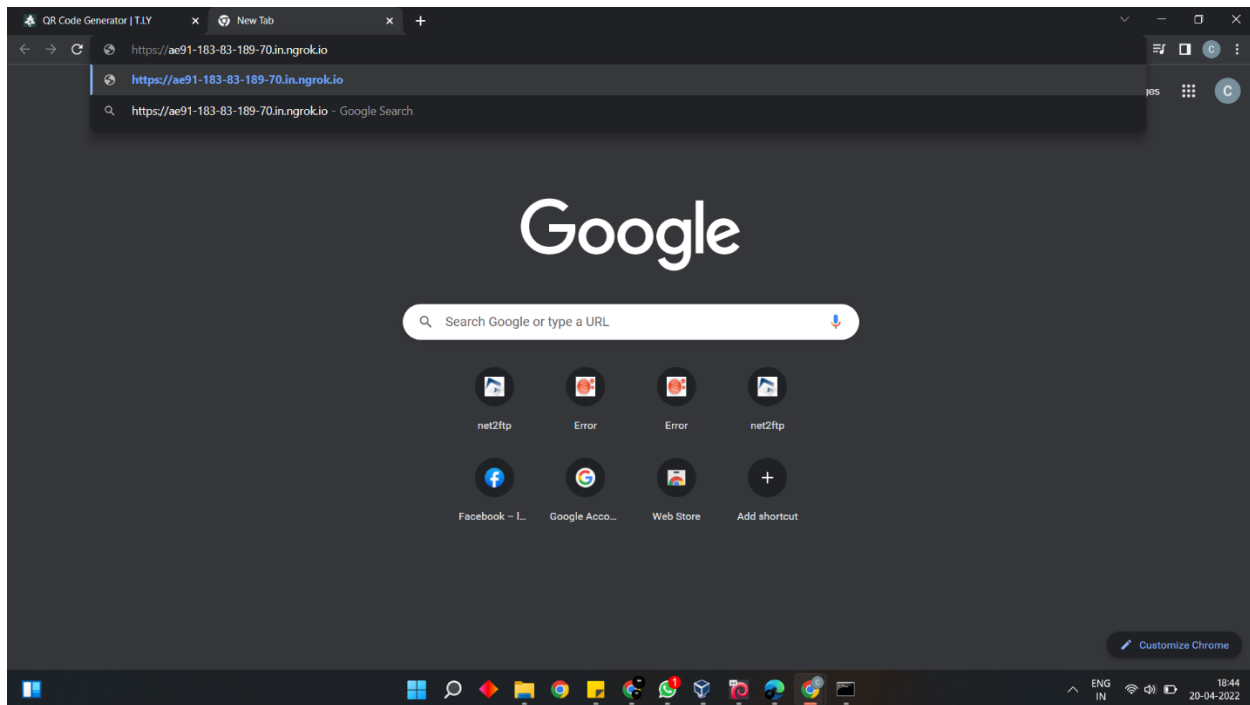 QR Code Generator | T.LY
New Tab
https://ae91-183-83-189-70.in.ngrok.io
https://ae91-183-83-189-70.in.ngrok.io
https://ae91-183-83-189-70.in.ngrok.io - Google Search
ges
C
C
Google
Search Google or type a URL
net2ftp
Error
Error
net2ftp
Facebook – l...
Google Acco...
Web Store
Add shortcut
Customize Chrome
1
ENG
IN
18:44
20-04-2022